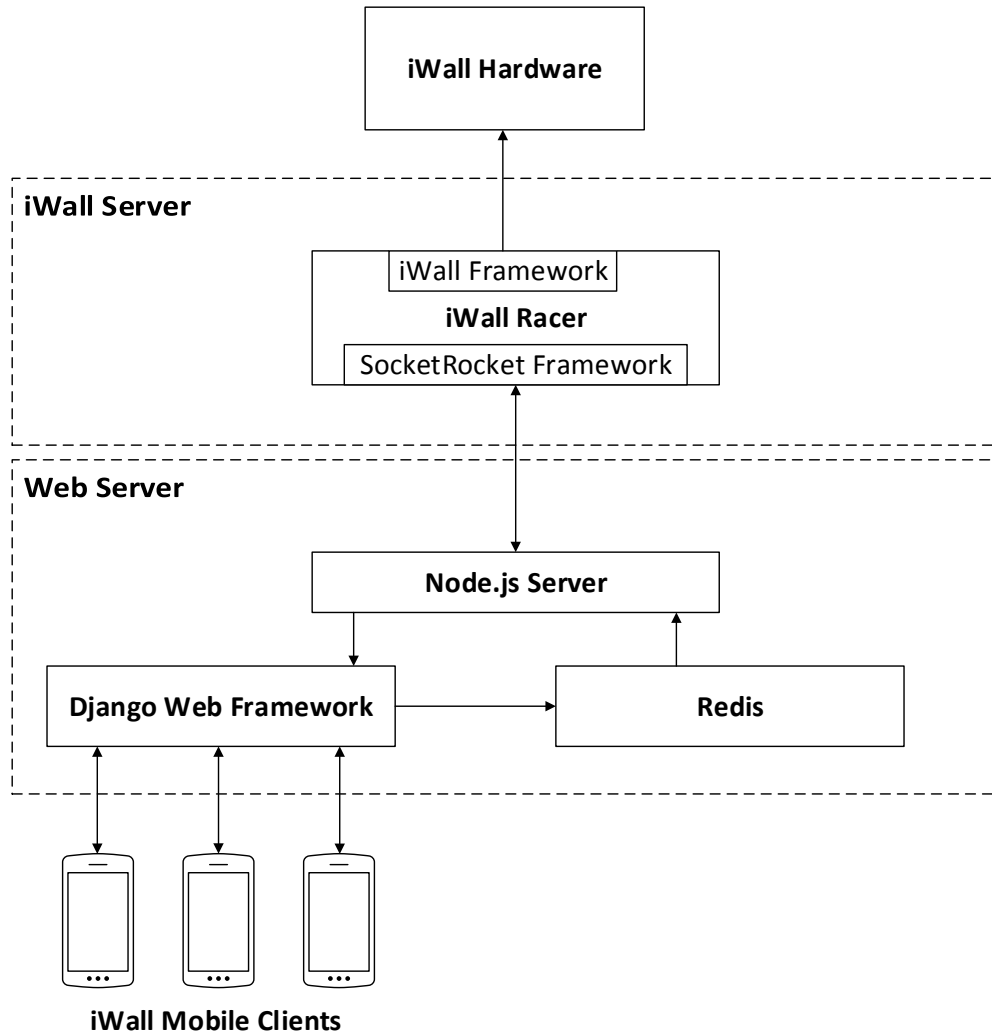 iWall Hardware
iWall Server
iWall Framework
iWall Racer
SocketRocket Framework
Web Server
Node.js Server
Django Web Framework
Redis
iWall Mobile Clients